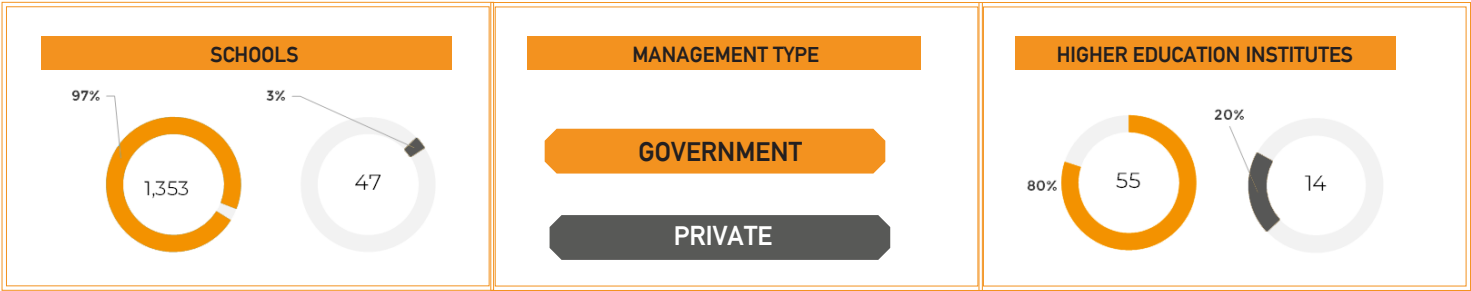 SCHOOLS
97%
3%
1,353
47
MANAGEMENT TYPE
GOVERNMENT
PRIVATE
HIGHER EDUCATION INSTITUTES
20%
80%
55
14